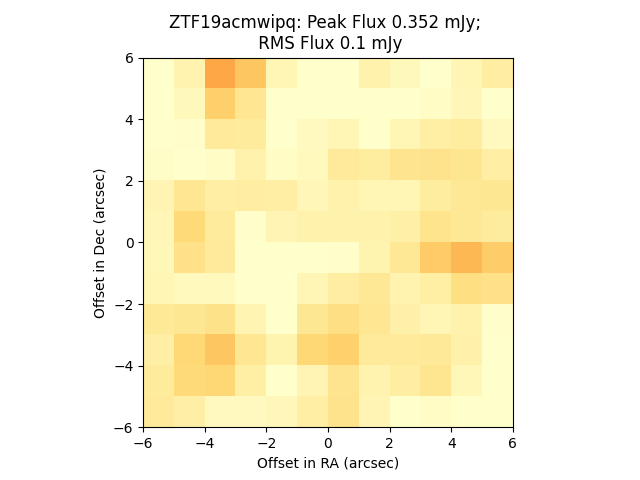 ZTF19acmwipq: Peak Flux 0.352 mJy;
RMS Flux 0.1 mJy
6
4
2
0
−2
−4
−6
Offset in Dec (arcsec)
−6 −4 −2 0 2 4 6
Offset in RA (arcsec)